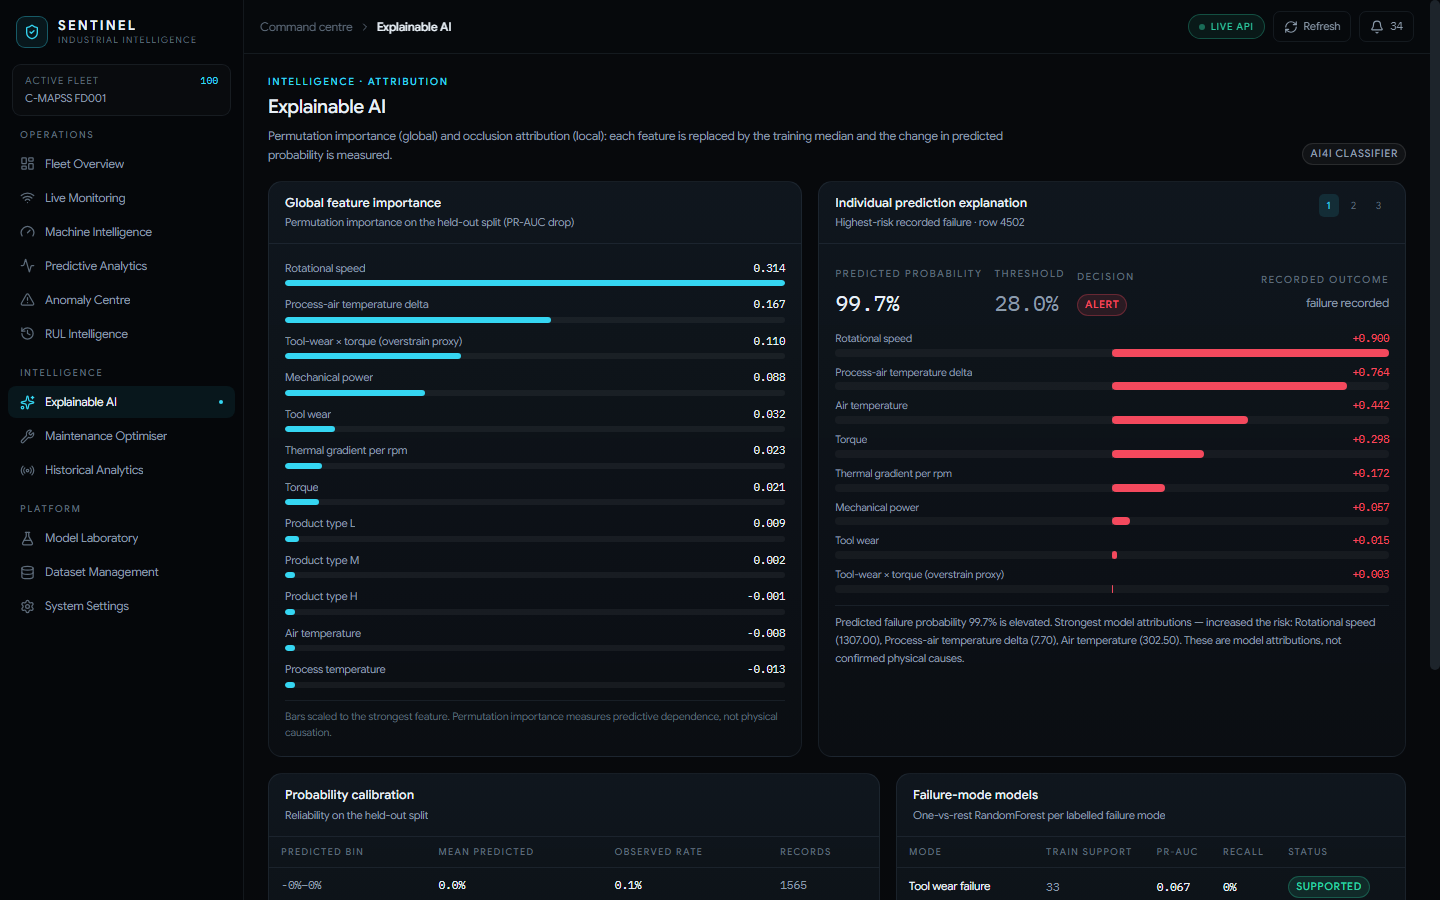 SENTINEL
INDUSTRIAL INTELLIGENCE
ACTIVE FLEET 100
C-MAPSS FD001
OPERATIONS
Fleet Overview
Live Monitoring
Machine Intelligence
Predictive Analytics
Anomaly Centre
RUL Intelligence
INTELLIGENCE
Explainable AI
Maintenance Optimiser
Historical Analytics
PLATFORM
Model Laboratory
Dataset Management
System Settings
Command centre > Explainable AI
LIVE API
Refresh
34
INTELLIGENCE · ATTRIBUTION
Explainable AI
Permutation importance (global) and occlusion attribution (local): each feature is replaced by the training median and the change in predicted
probability is measured.
AI4I CLASSIFIER
Global feature importance
Permutation importance on the held-out split (PR-AUC drop)
Rotational speed 0.314
Process-air temperature delta 0.167
Tool-wear × torque (overstrain proxy) 0.110
Mechanical power 0.088
Tool wear 0.032
Thermal gradient per rpm 0.023
Torque 0.021
Product type L 0.009
Product type M 0.002
Product type H -0.001
Air temperature -0.008
Process temperature -0.013
Bars scaled to the strongest feature. Permutation importance measures predictive dependence, not physical
causation.
Individual prediction explanation
Highest-risk recorded failure · row 4502
1 2 3
PREDICTED PROBABILITY THRESHOLD DECISION RECORDED OUTCOME
99.7% 28.0% ALERT failure recorded
Rotational speed +0.900
Process-air temperature delta +0.764
Air temperature +0.442
Torque +0.298
Thermal gradient per rpm +0.172
Mechanical power +0.057
Tool wear +0.015
Tool-wear × torque (overstrain proxy) +0.003
Predicted failure probability 99.7% is elevated. Strongest model attributions — increased the risk: Rotational speed
(1307.00), Process-air temperature delta (7.70), Air temperature (302.50). These are model attributions, not
confirmed physical causes.
Probability calibration
Reliability on the held-out split
PREDICTED BIN MEAN PREDICTED OBSERVED RATE RECORDS
-0%–0% 0.0% 0.1% 1565
Failure-mode models
One-vs-rest RandomForest per labelled failure mode
MODE TRAIN SUPPORT PR-AUC RECALL STATUS
Tool wear failure 33 0.067 0% SUPPORTED